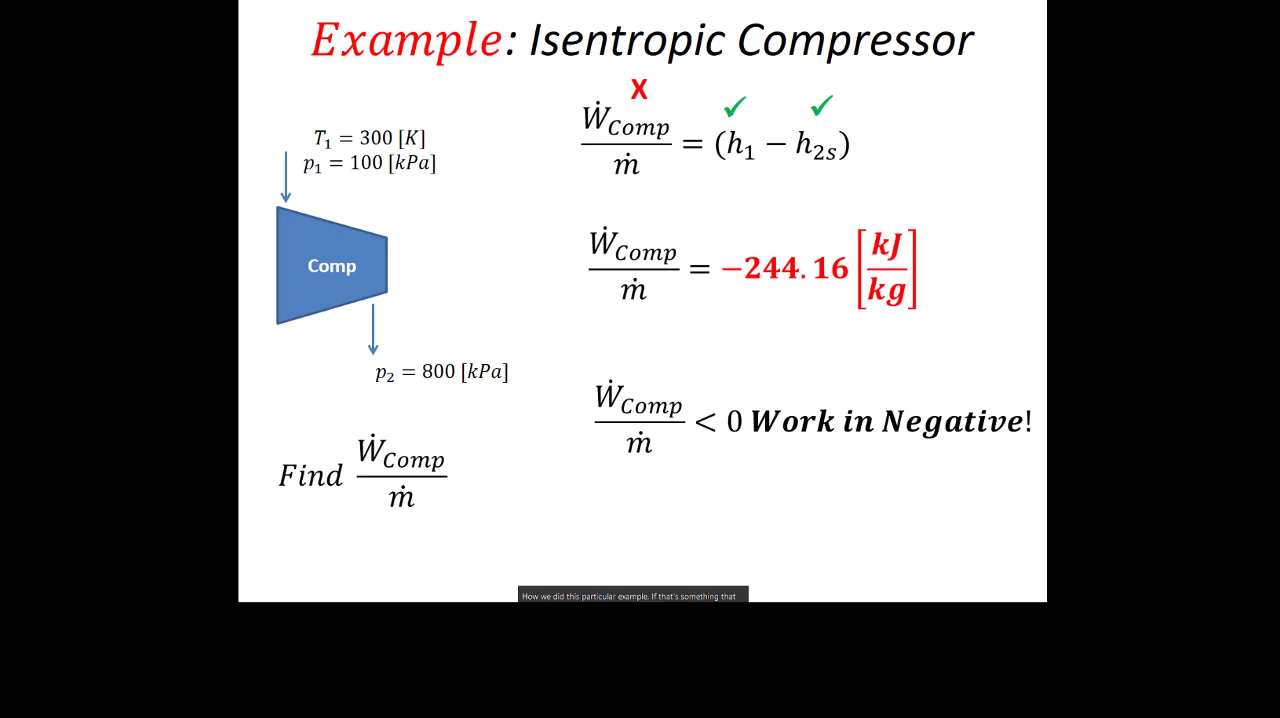 Example: Isentropic Compressor
T₁ = 300 [K]
p₁ = 100 [kPa]
Comp
p₂ = 800 [kPa]
Find Ẇ_Comp / ṁ
X
✓ ✓
Ẇ_Comp / ṁ = (h₁ − h₂ₛ)
Ẇ_Comp / ṁ = −244.16 [kJ / kg]
Ẇ_Comp / ṁ < 0 Work in Negative!
How we did this particular example. If that's something that